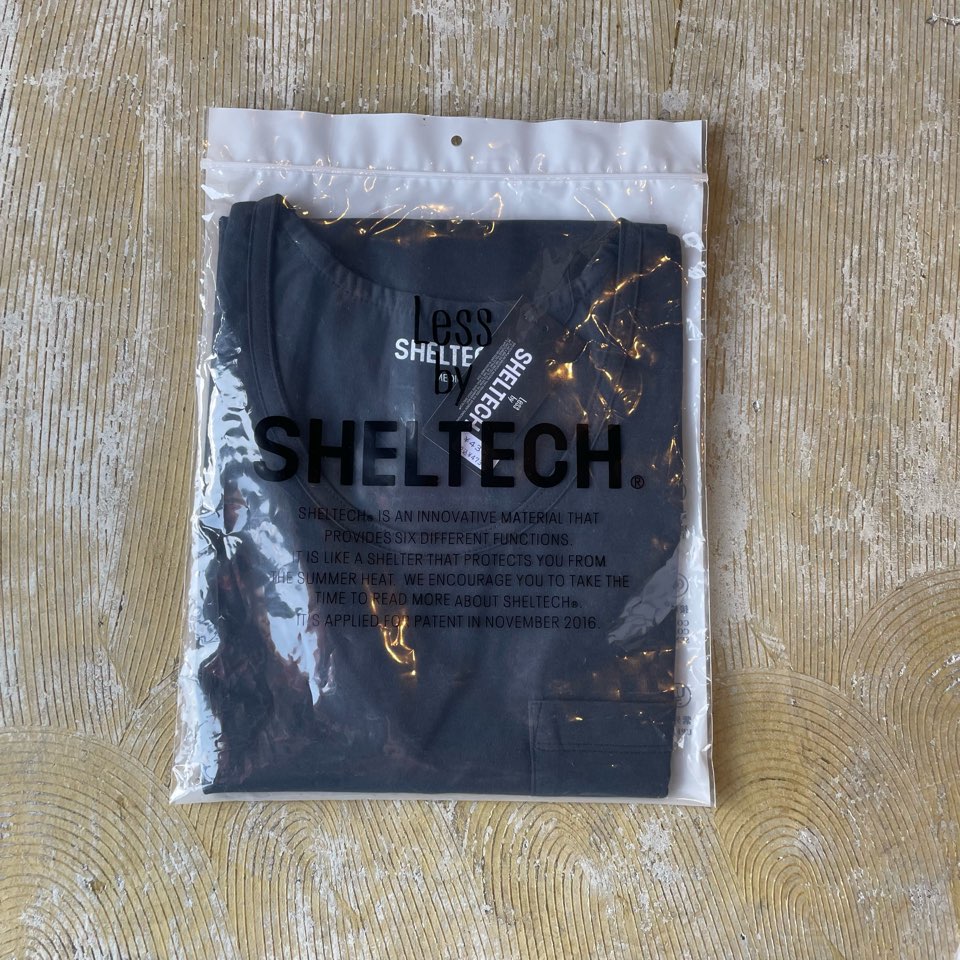 Less
by
SHELTECH®
SHELTECH® IS AN INNOVATIVE MATERIAL THAT
PROVIDES SIX DIFFERENT FUNCTIONS.
IT IS LIKE A SHELTER THAT PROTECTS YOU FROM
THE SUMMER HEAT. WE ENCOURAGE YOU TO TAKE THE
TIME TO READ MORE ABOUT SHELTECH®.
IT'S APPLIED FOR PATENT IN NOVEMBER 2016.
Less
by
SHELTECH